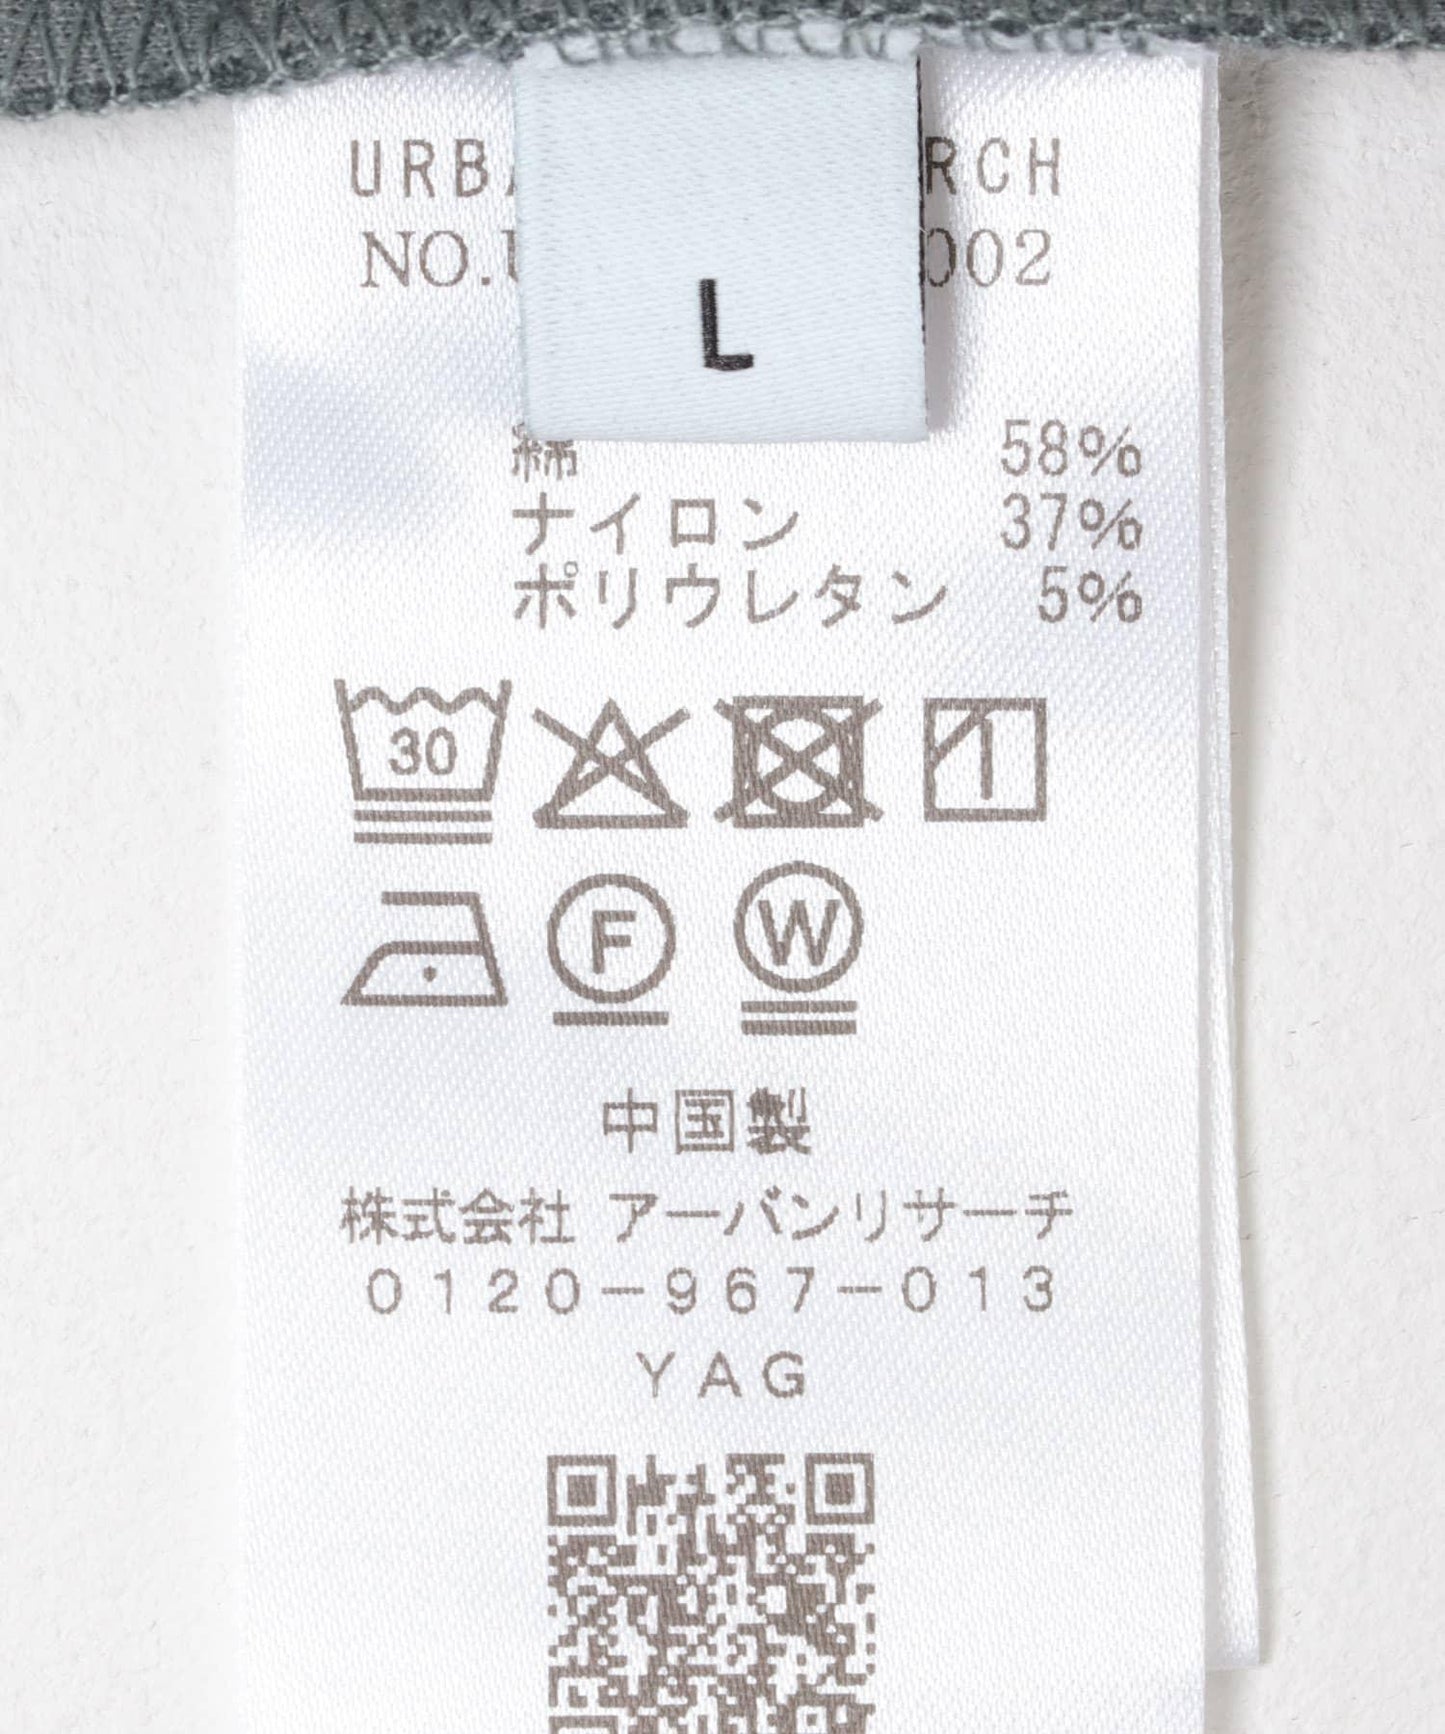 URB RCH
NO. 002
L
綿 58%
ナイロン 37%
ポリウレタン 5%
30
F W
中国製
株式会社 アーバンリサーチ
0120-967-013
YAG